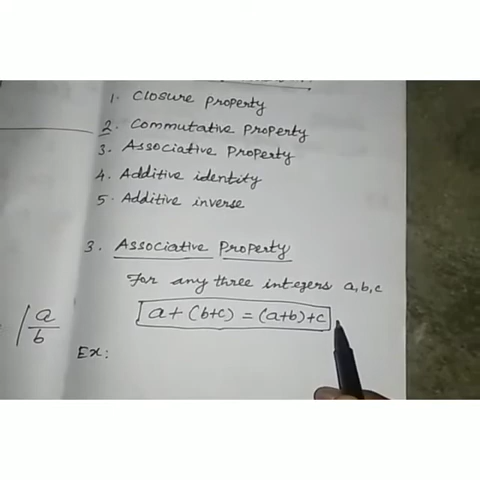 1. Closure property
2. Commutative property
3. Associative Property
4. Additive identity
5. Additive inverse
3. Associative Property
For any three integers a,b,c
a + (b+c) = (a+b)+c
a
b
Ex: